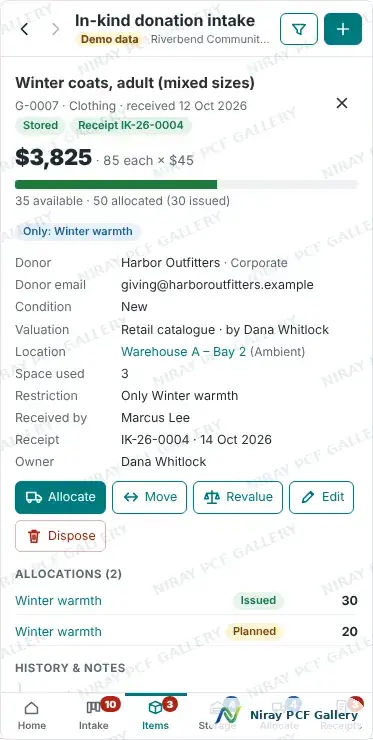 In-kind donation intake
Demo data Riverbend Communit...
Winter coats, adult (mixed sizes)
G-0007 · Clothing · received 12 Oct 2026
Stored Receipt IK-26-0004
$3,825 · 85 each × $45
35 available · 50 allocated (30 issued)
Only: Winter warmth
Donor Harbor Outfitters · Corporate
Donor email giving@harboroutfitters.example
Condition New
Valuation Retail catalogue · by Dana Whitlock
Location Warehouse A – Bay 2 (Ambient)
Space used 3
Restriction Only Winter warmth
Received by Marcus Lee
Receipt IK-26-0004 · 14 Oct 2026
Owner Dana Whitlock
Allocate Move Revalue Edit
Dispose
ALLOCATIONS (2)
Winter warmth Issued 30
Winter warmth Planned 20
HISTORY & NOTES
10 3
Home Intake Items Storage Allocate Receipts
Niray PCF Gallery
NIRAY PCF GALLERY